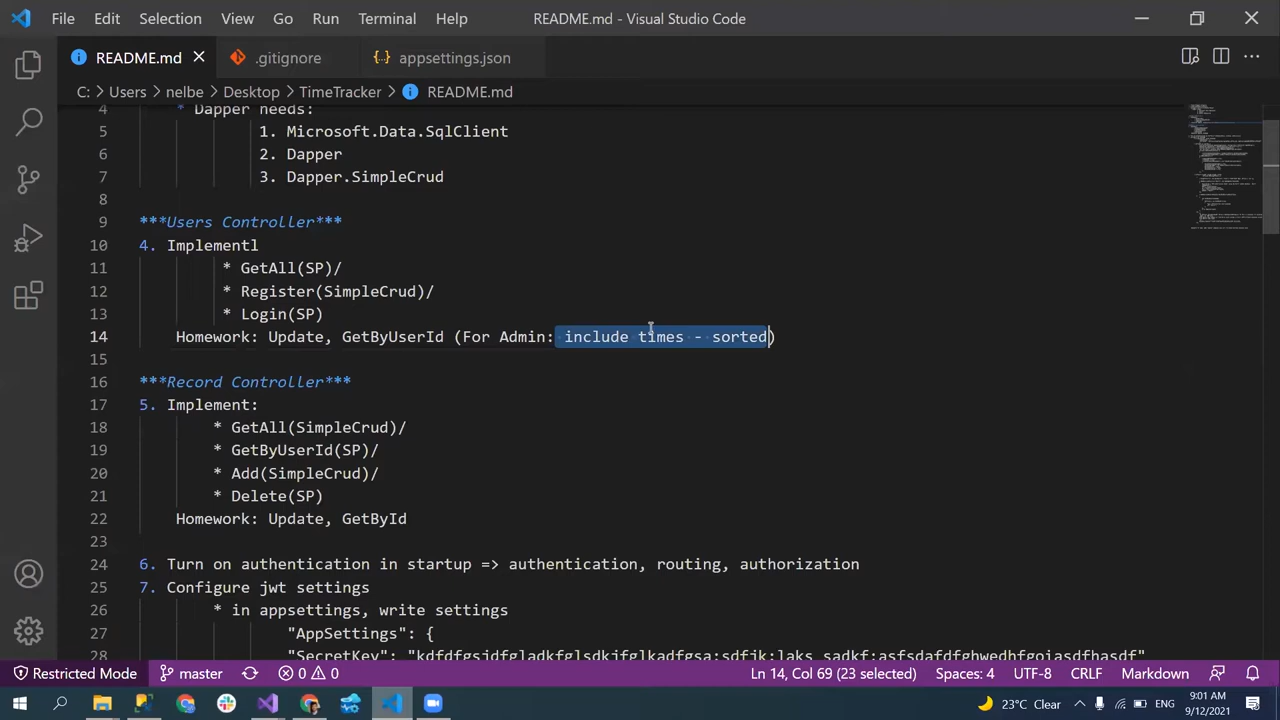 File Edit Selection View Go Run Terminal Help README.md - Visual Studio Code
README.md .gitignore {} appsettings.json
C: > Users > nelbe > Desktop > TimeTracker > README.md
4 * Dapper needs:
5 1. Microsoft.Data.SqlClient
6 2. Dapper
7 3. Dapper.SimpleCrud
8
9 ***Users Controller***
10 4. Implementl
11 * GetAll(SP)/
12 * Register(SimpleCrud)/
13 * Login(SP)
14 Homework: Update, GetByUserId (For Admin: include times - sorted)
15
16 ***Record Controller***
17 5. Implement:
18 * GetAll(SimpleCrud)/
19 * GetByUserId(SP)/
20 * Add(SimpleCrud)/
21 * Delete(SP)
22 Homework: Update, GetById
23
24 6. Turn on authentication in startup => authentication, routing, authorization
25 7. Configure jwt settings
26 * in appsettings, write settings
27 "AppSettings": {
28 "SecretKey":
Restricted Mode master 0 0 Ln 14, Col 69 (23 selected) Spaces: 4 UTF-8 CRLF Markdown
23°C Clear ENG 9:01 AM
9/12/2021